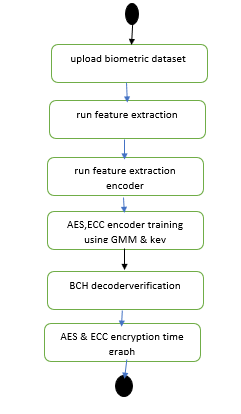 upload biometric dataset
run feature extraction
run feature extraction
encoder
AES,ECC encoder training
using GMM & key
BCH decoderverification
AES & ECC encryption time
graph